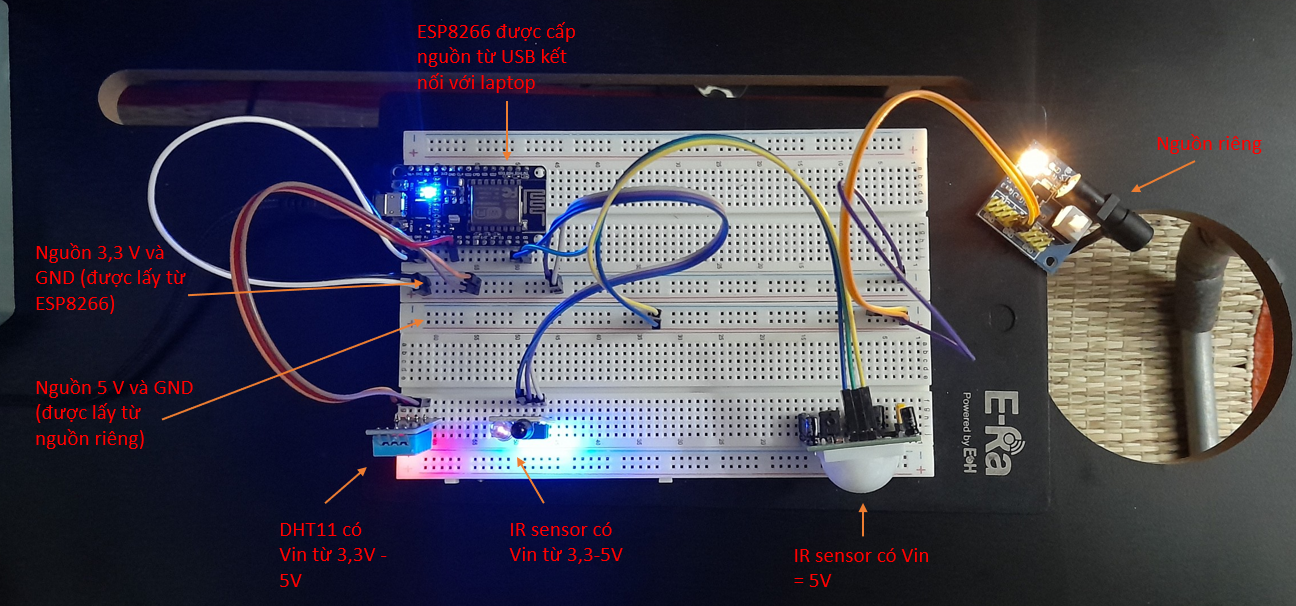 ESP8266 được cấp
nguồn từ USB kết
nối với laptop
Nguồn riêng
Nguồn 3,3 V và
GND (được lấy từ
ESP8266)
Nguồn 5 V và GND
(được lấy từ
nguồn riêng)
E-Ra
Powered by EoH
DHT11 có
Vin từ 3,3V -
5V
IR sensor có
Vin từ 3,3-5V
IR sensor có Vin
= 5V